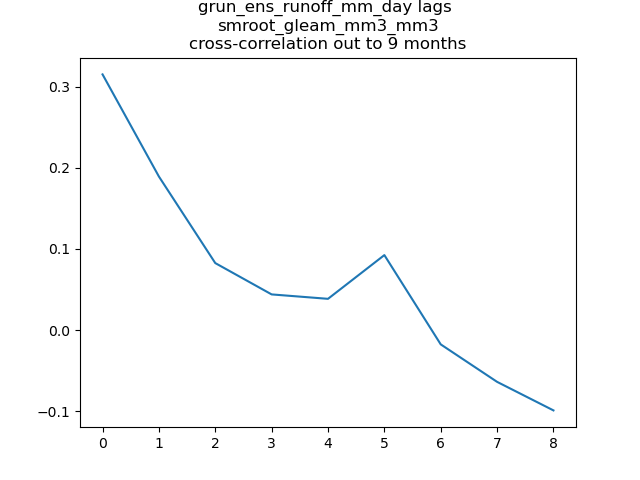 grun_ens_runoff_mm_day lags
smroot_gleam_mm3_mm3
cross-correlation out to 9 months
0.3
0.2
0.1
0.0
−0.1
0 1 2 3 4 5 6 7 8